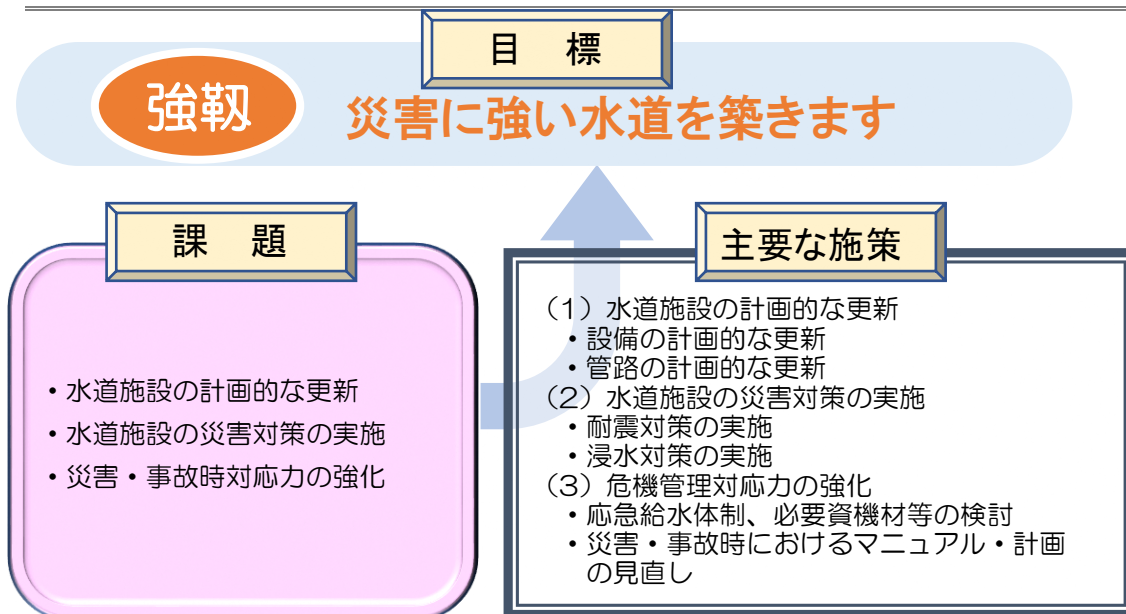 目　標
強靱
災害に強い水道を築きます
課　題
・水道施設の計画的な更新
・水道施設の災害対策の実施
・災害・事故時対応力の強化
主要な施策
（1）水道施設の計画的な更新
・設備の計画的な更新
・管路の計画的な更新
（2）水道施設の災害対策の実施
・耐震対策の実施
・浸水対策の実施
（3）危機管理対応力の強化
・応急給水体制、必要資機材等の検討
・災害・事故時におけるマニュアル・計画
の見直し